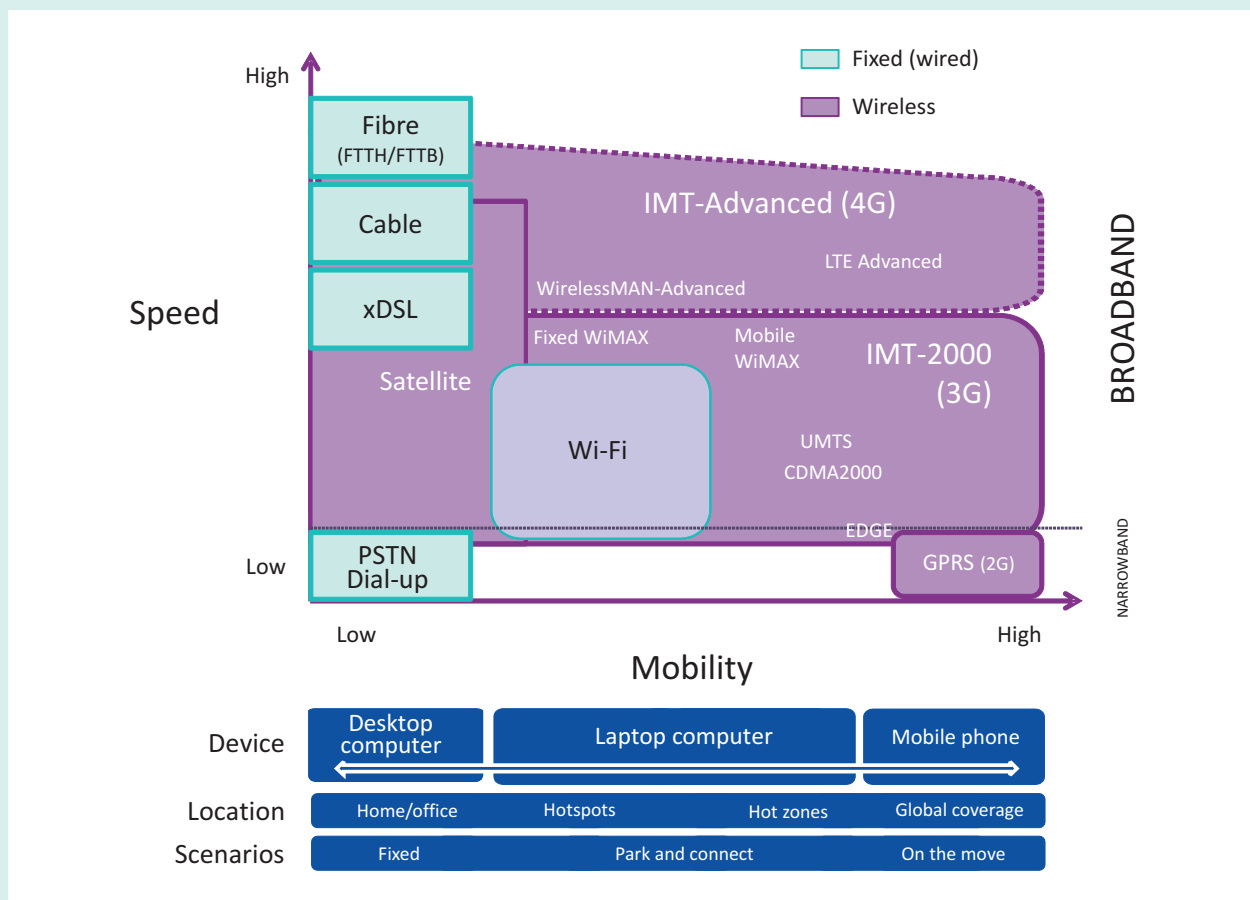 High
Fixed (wired)
Wireless
Fibre
(FTTH/FTTB)
Cable
xDSL
IMT-Advanced (4G)
LTE Advanced
WirelessMAN-Advanced
Speed
Fixed WiMAX
Mobile
WiMAX
IMT-2000
(3G)
Satellite
Wi-Fi
UMTS
CDMA2000
EDGE
BROADBAND
NARROWBAND
Low
PSTN
Dial-up
GPRS (2G)
Low
High
Mobility
Device
Desktop
computer
Laptop computer
Mobile phone
Location
Home/office
Hotspots
Hot zones
Global coverage
Scenarios
Fixed
Park and connect
On the move